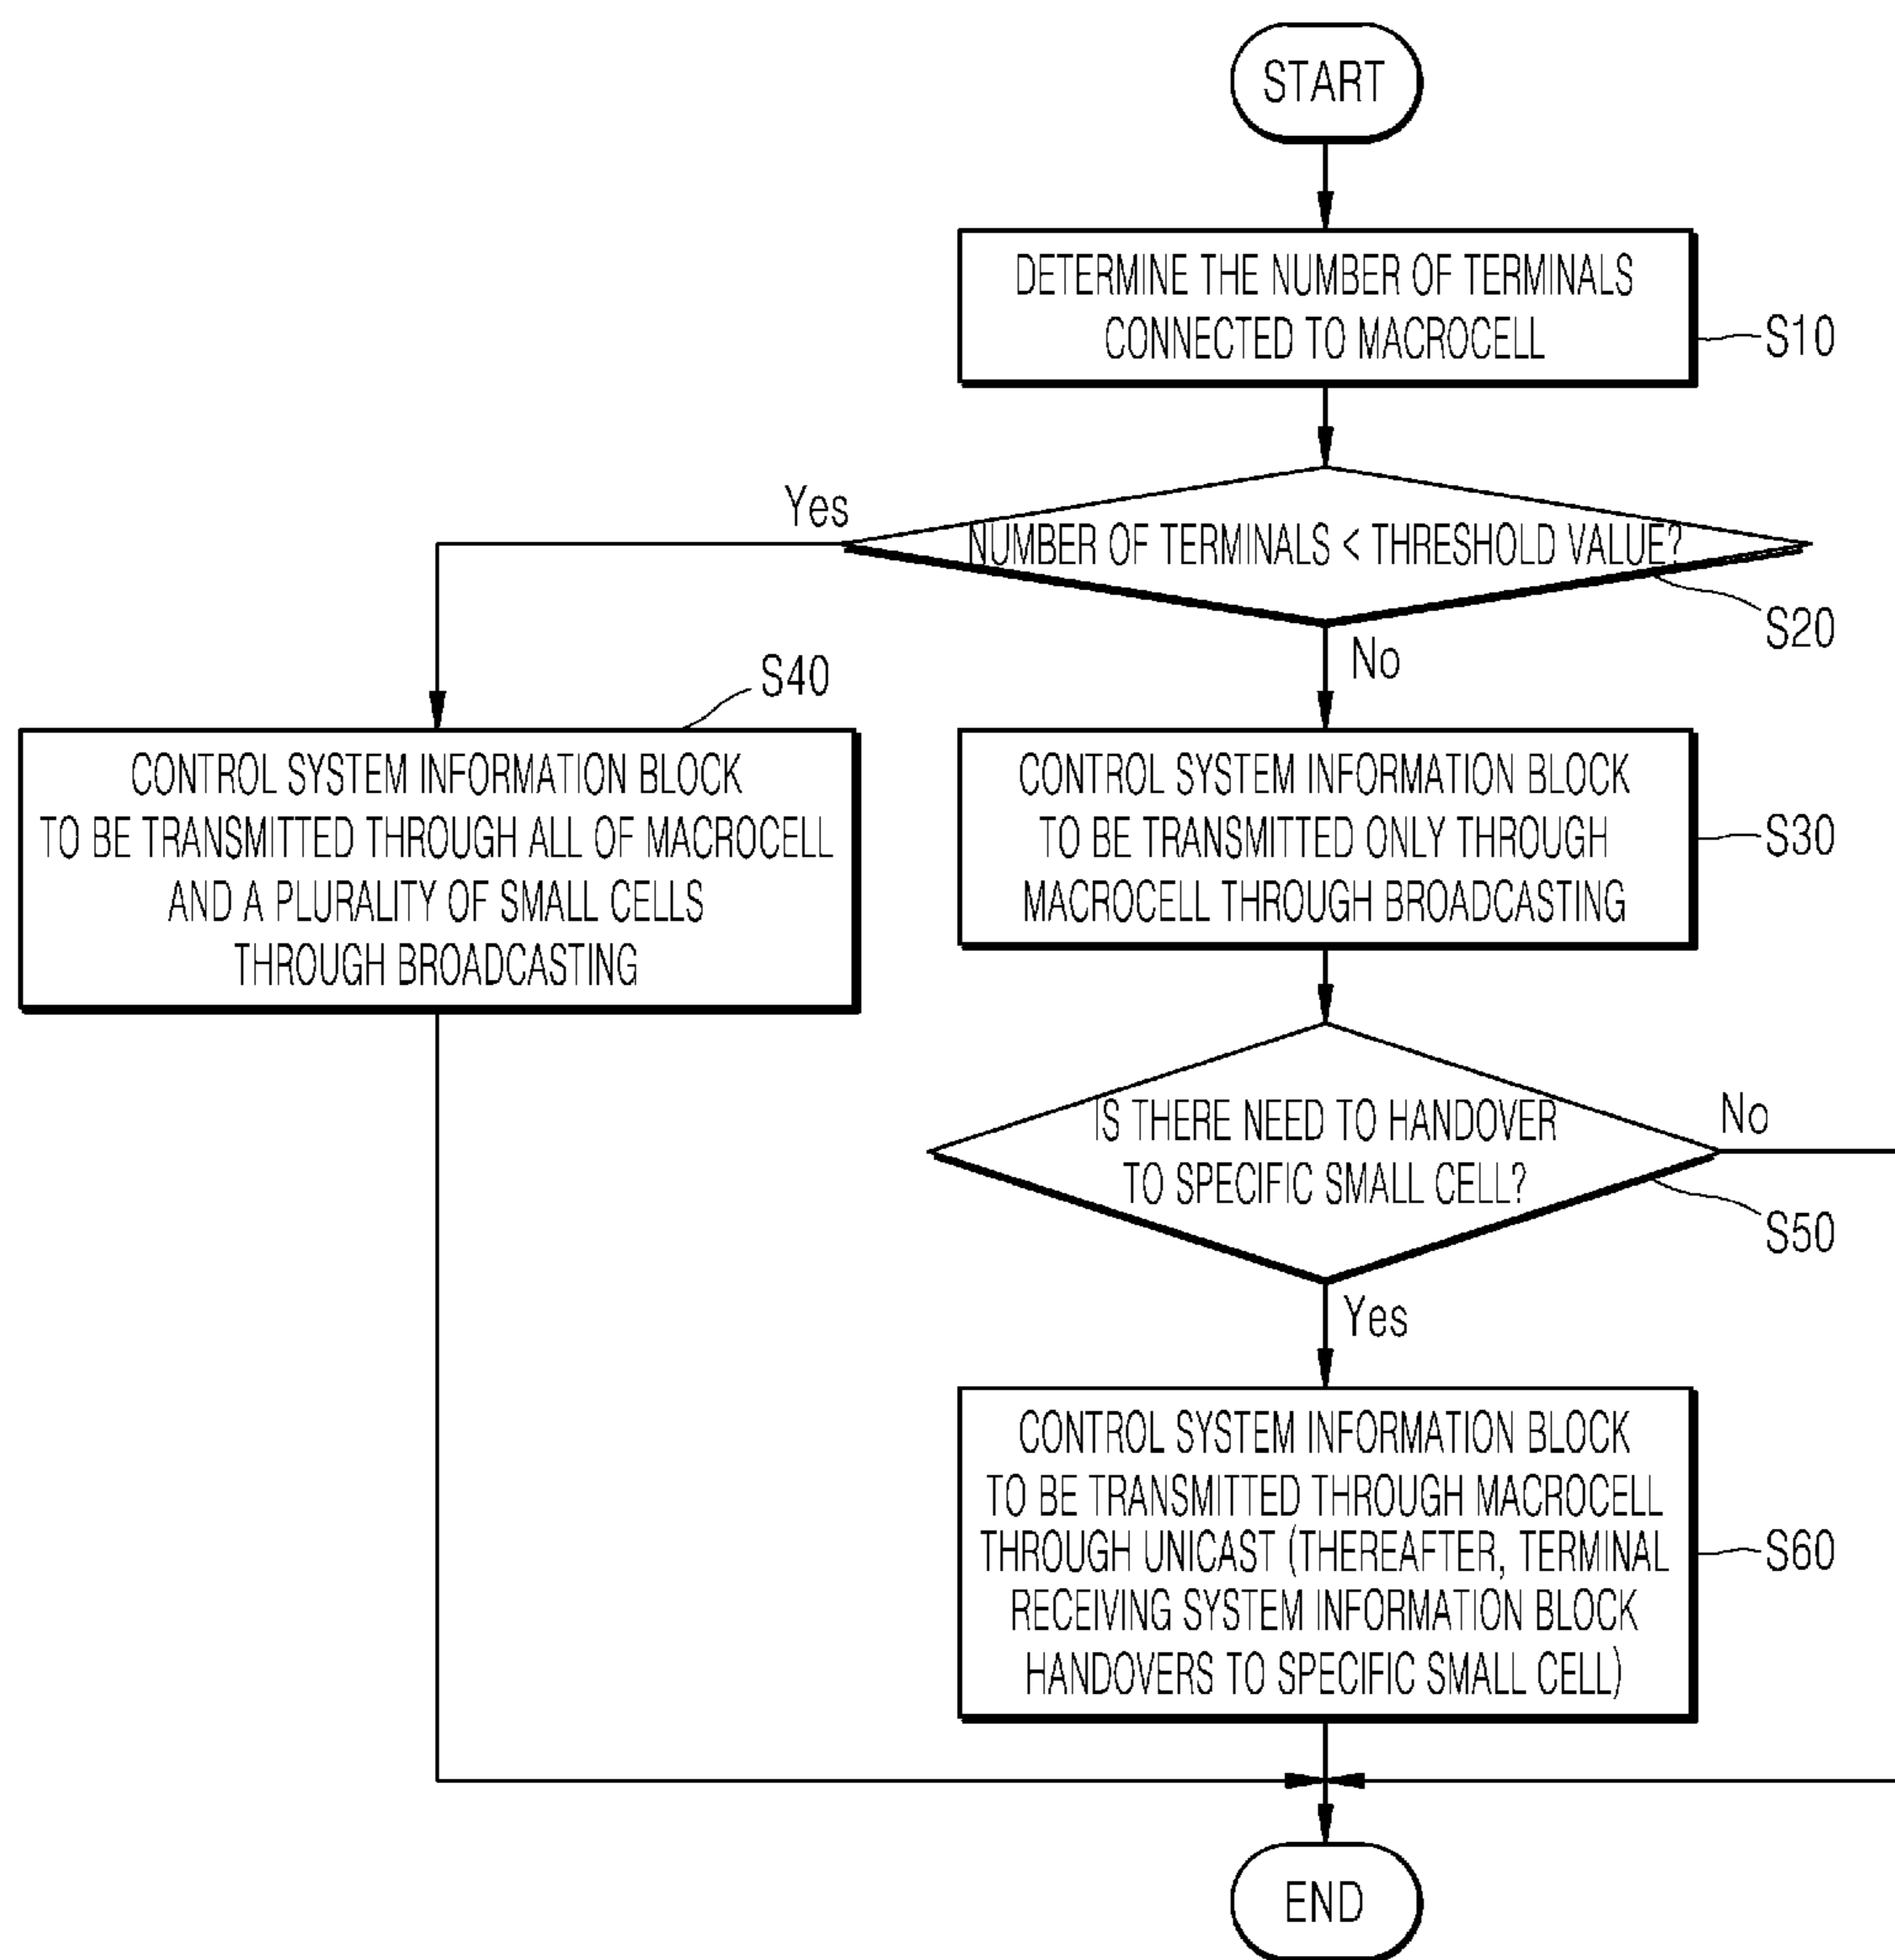 START
DETERMINE THE NUMBER OF TERMINALS
CONNECTED TO MACROCELL
S10
Yes
NUMBER OF TERMINALS < THRESHOLD VALUE?
S20
No
S40
CONTROL SYSTEM INFORMATION BLOCK
TO BE TRANSMITTED THROUGH ALL OF MACROCELL
AND A PLURALITY OF SMALL CELLS
THROUGH BROADCASTING
CONTROL SYSTEM INFORMATION BLOCK
TO BE TRANSMITTED ONLY THROUGH
MACROCELL THROUGH BROADCASTING
S30
IS THERE NEED TO HANDOVER
TO SPECIFIC SMALL CELL?
No
S50
Yes
CONTROL SYSTEM INFORMATION BLOCK
TO BE TRANSMITTED THROUGH MACROCELL
THROUGH UNICAST (THEREAFTER, TERMINAL
RECEIVING SYSTEM INFORMATION BLOCK
HANDOVERS TO SPECIFIC SMALL CELL)
S60
END